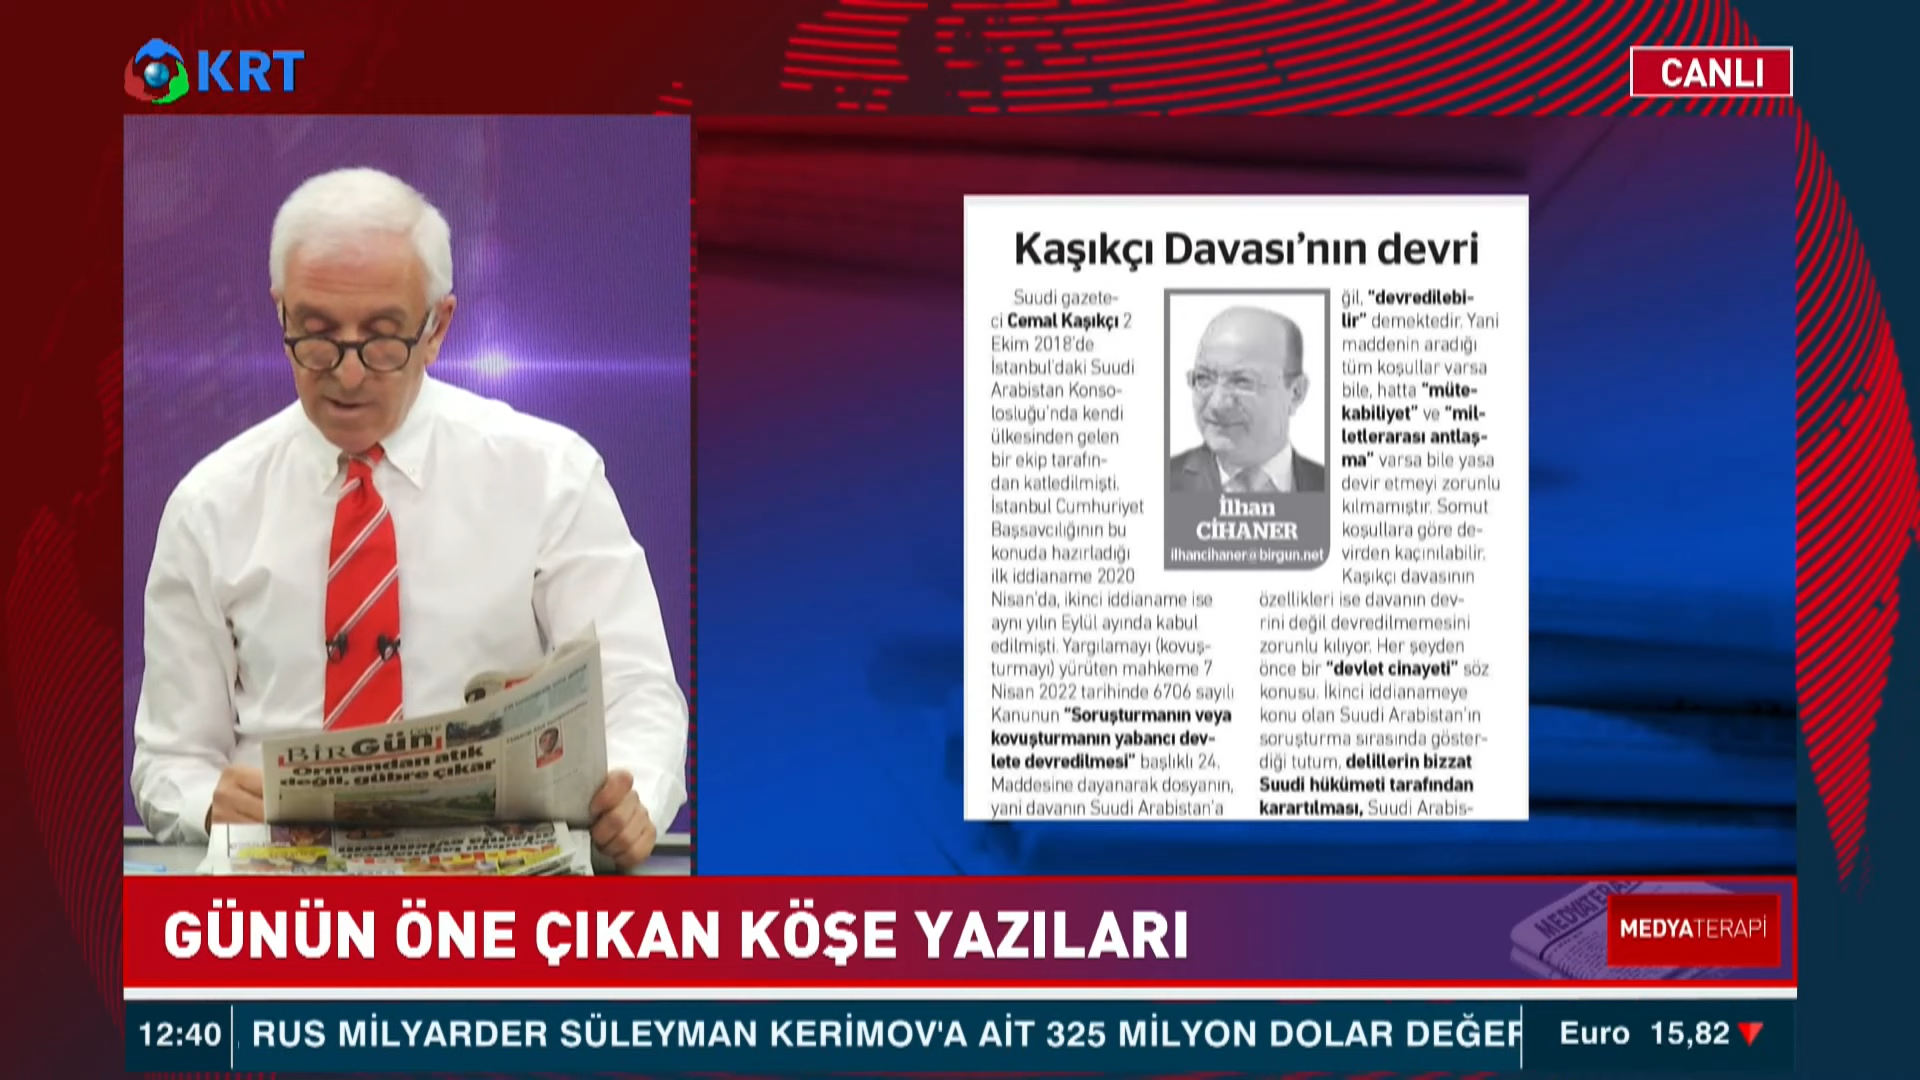 KRT
CANLI
Kaşıkçı Davası'nın devri
Suudi gazete-
ci Cemal Kaşıkçı 2
Ekim 2018'de
İstanbul'daki Suudi
Arabistan Konso-
losluğu'nda kendi
ülkesinden gelen
bir ekip tarafın-
dan katledilmişti.
İstanbul Cumhuriyet
Başsavcılığının bu
konuda hazırladığı
ilk iddianame 2020
Nisan'da, ikinci iddianame ise
aynı yılın Eylül ayında kabul
edilmişti. Yargılamayı (kovuş-
turmayı) yürüten mahkeme 7
Nisan 2022 tarihinde 6706 sayılı
Kanunun "Soruşturmanın veya
kovuşturmanın yabancı dev-
lete devredilmesi" başlıklı 24.
Maddesine dayanarak dosyanın,
yani davanın Suudi Arabistan'a
İlhan
CİHANER
ilhancihaner@birgun.net
ğil, "devredilebi-
lir" demektedir. Yani
maddenin aradığı
tüm koşullar varsa
bile, hatta "müte-
kabiliyet" ve "mil-
letlerarası antlaş-
ma" varsa bile yasa
devir etmeyi zorunlu
kılmamıştır. Somut
koşullara göre de-
virden kaçınılabilir.
Kaşıkçı davasının
özellikleri ise davanın dev-
rini değil devredilmemesini
zorunlu kılıyor. Her şeyden
önce bir "devlet cinayeti" söz
konusu. İkinci iddianameye
konu olan Suudi Arabistan'ın
soruşturma sırasında göster-
diği tutum, delillerin bizzat
Suudi hükümeti tarafından
karartılması, Suudi Arabis-
BirGün
Ormandan atık
değil, gübre çıkar
GÜNÜN ÖNE ÇIKAN KÖŞE YAZILARI
MEDYATERAPİ
12:40 RUS MİLYARDER SÜLEYMAN KERİMOV'A AİT 325 MİLYON DOLAR DEĞER Euro 15,82